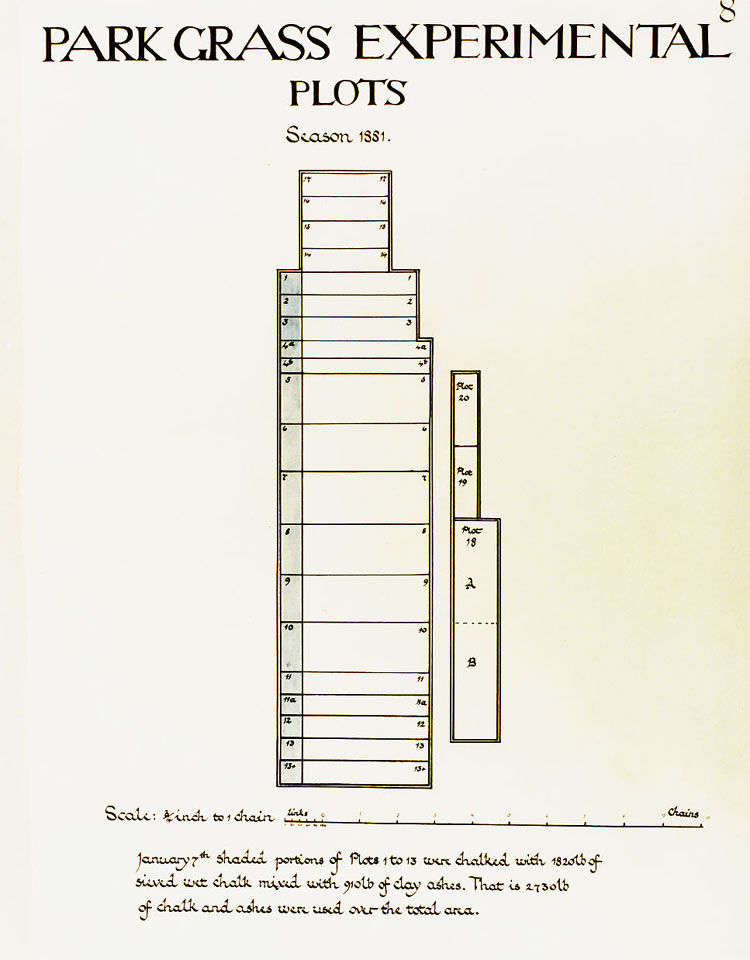 8
PARK GRASS EXPERIMENTAL
PLOTS
Season 1881.
17 17
16 16
15 15
14 14
1 1
2 2
3 3
4a 4a
4b 4b
5 5
6 6
7 7
8 8
9 9
10 10
11 11
11a 11a
12 12
13 13
13+ 13+
Plot
20
Plot
19
Plot
18
A
B
Scale: ¾ inch to 1 chain
Links
Chains
January 7th shaded portions of Plots 1 to 13 were chalked with 1820lb of
sieved wet chalk mixed with 910lb of clay ashes. That is 2730lb
of chalk and ashes were used over the total area.